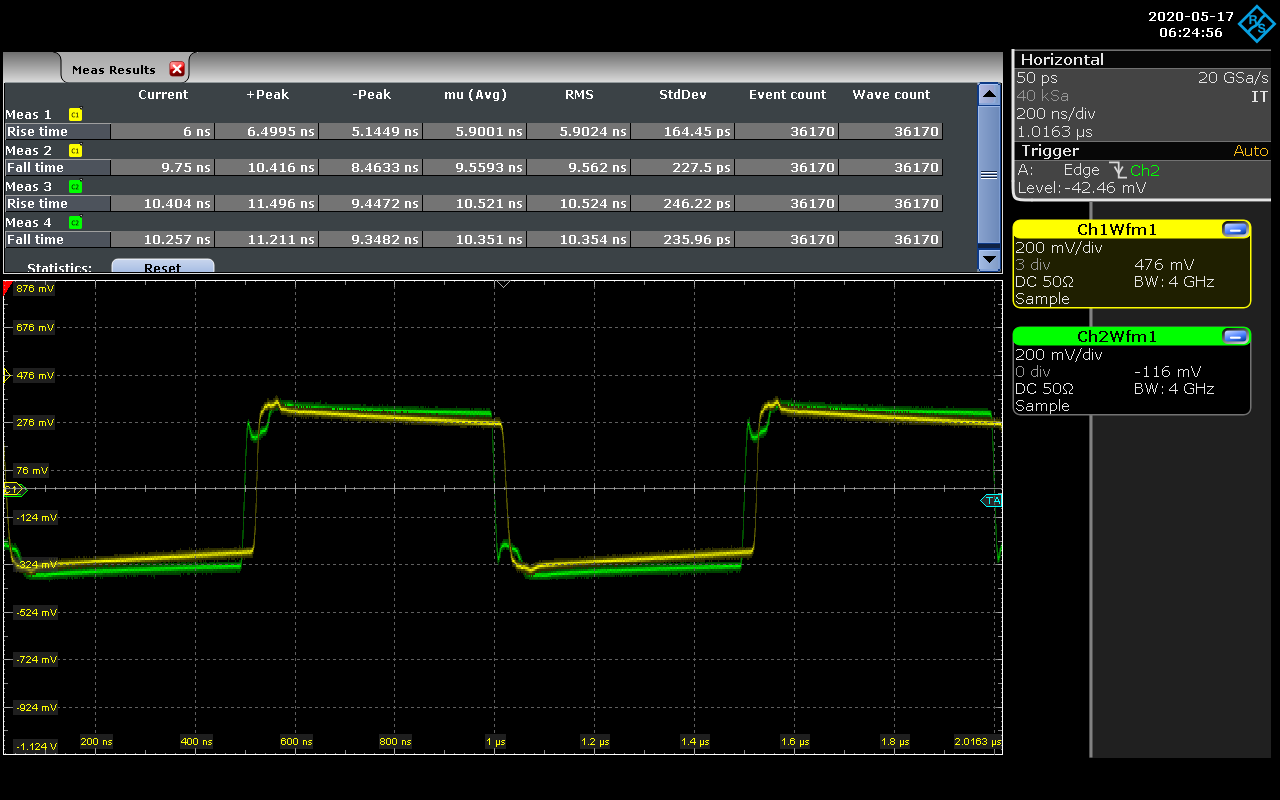 2020-05-17
06:24:56
R&S
Meas Results
Current +Peak -Peak mu (Avg) RMS StdDev Event count Wave count
Meas 1 C1
Rise time 6 ns 6.4995 ns 5.1449 ns 5.9001 ns 5.9024 ns 164.45 ps 36170 36170
Meas 2 C1
Fall time 9.75 ns 10.416 ns 8.4633 ns 9.5593 ns 9.562 ns 227.5 ps 36170 36170
Meas 3 C2
Rise time 10.404 ns 11.496 ns 9.4472 ns 10.521 ns 10.524 ns 246.22 ps 36170 36170
Meas 4 C2
Fall time 10.257 ns 11.211 ns 9.3482 ns 10.351 ns 10.354 ns 235.96 ps 36170 36170
Statistics: Reset
Horizontal
50 ps 20 GSa/s
40 kSa IT
200 ns/div
1.0163 µs
Trigger Auto
A: Edge Ch2
Level: -42.46 mV
Ch1Wfm1
200 mV/div
3 div 476 mV
DC 50Ω BW: 4 GHz
Sample
Ch2Wfm1
200 mV/div
0 div -116 mV
DC 50Ω BW: 4 GHz
Sample
876 mV
676 mV
476 mV
276 mV
76 mV
C1
TA
-124 mV
-324 mV
-524 mV
-724 mV
-924 mV
-1.124 V
200 ns 400 ns 600 ns 800 ns 1 µs 1.2 µs 1.4 µs 1.6 µs 1.8 µs 2.0163 µs